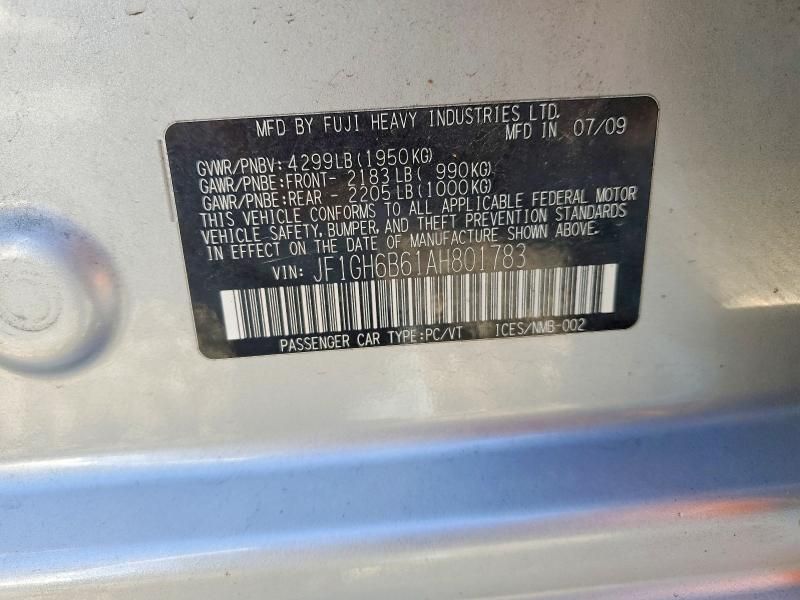 MFD BY FUJI HEAVY INDUSTRIES LTD.
MFD IN 07/09
GVWR/PNBV: 4299LB(1950KG)
GAWR/PNBE:FRONT- 2183LB( 990KG)
GAWR/PNBE:REAR - 2205LB(1000KG)
THIS VEHICLE CONFORMS TO ALL APPLICABLE FEDERAL MOTOR
VEHICLE SAFETY, BUMPER, AND THEFT PREVENTION STANDARDS
IN EFFECT ON THE DATE OF MANUFACTURE SHOWN ABOVE.
VIN: JF1GH6B61AH801783
PASSENGER CAR TYPE:PC/VT ICES/NMB-002